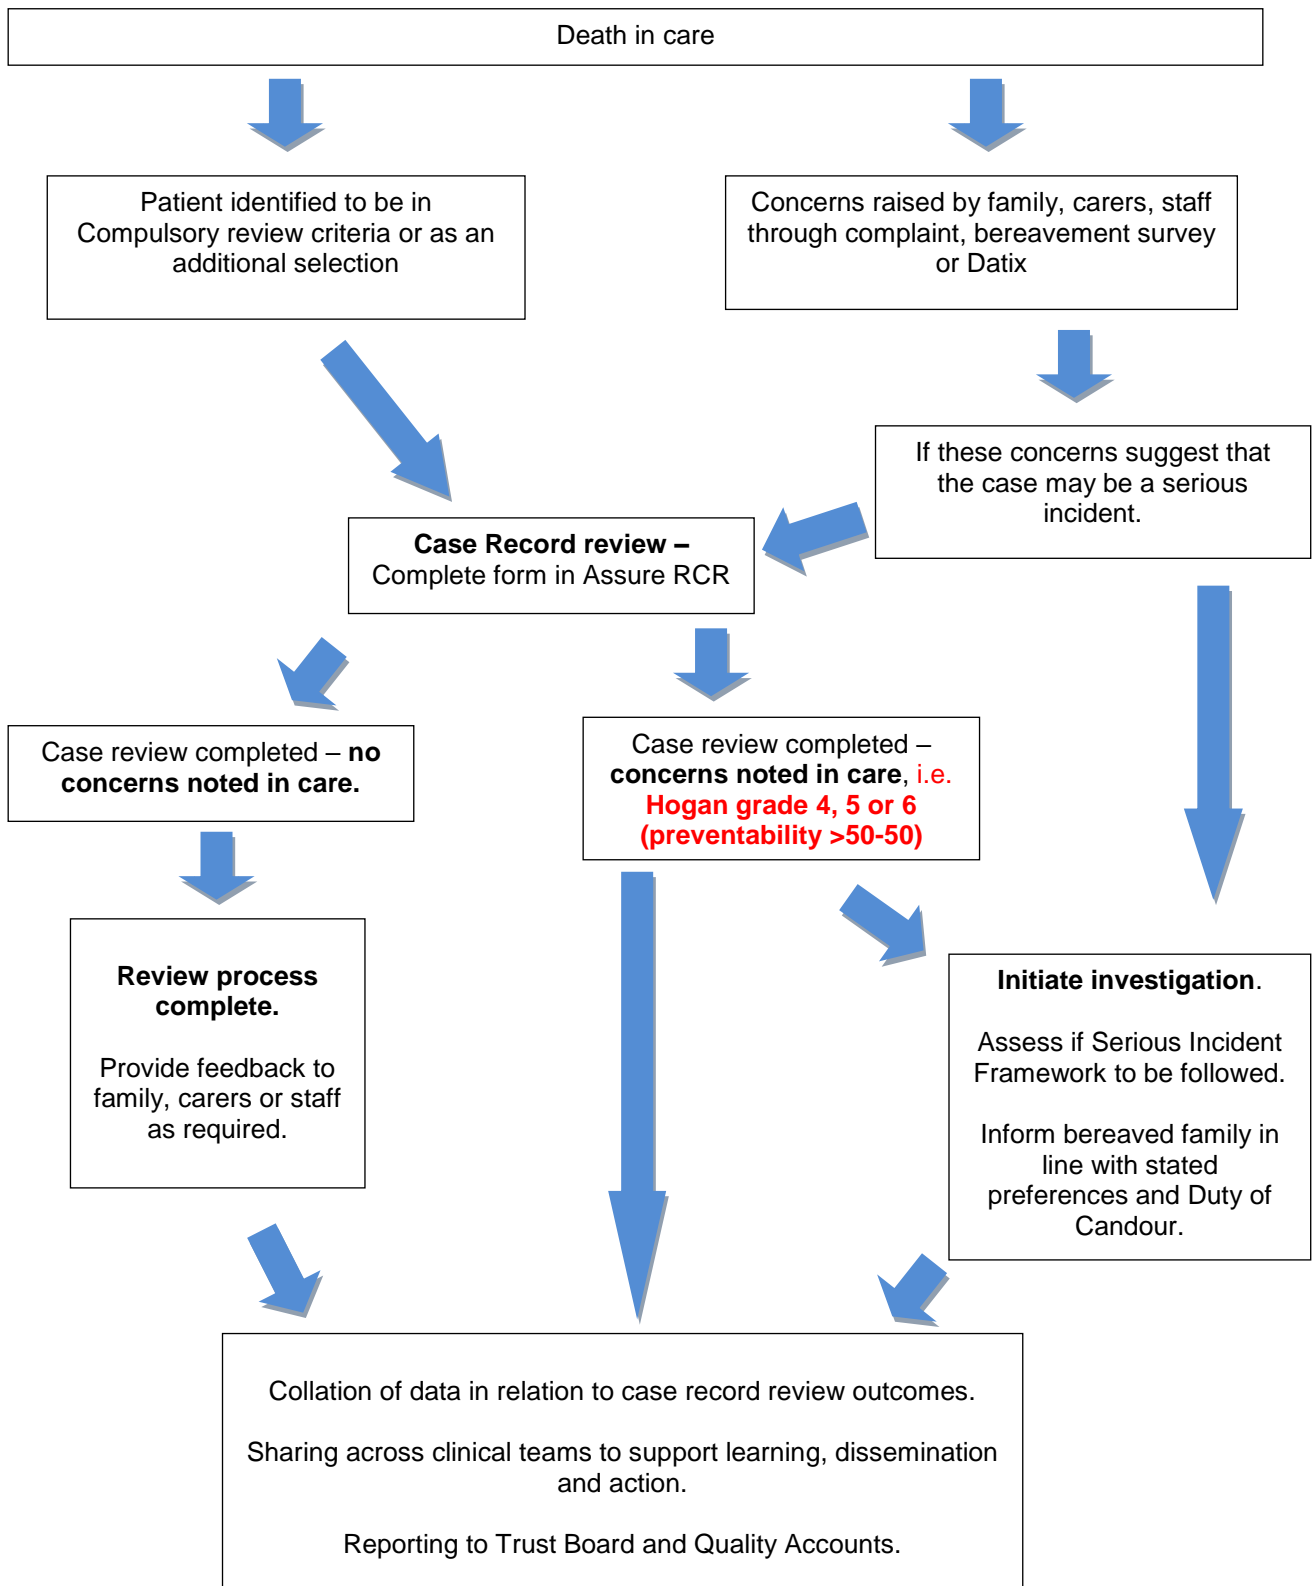 Death in care
Patient identified to be in
Compulsory review criteria or as an
additional selection
Concerns raised by family, carers, staff
through complaint, bereavement survey
or Datix
If these concerns suggest that
the case may be a serious
incident.
Case Record review –
Complete form in Assure RCR
Case review completed – no
concerns noted in care.
Case review completed –
concerns noted in care, i.e.
Hogan grade 4, 5 or 6
(preventability >50-50)
Review process
complete.
Provide feedback to
family, carers or staff
as required.
Initiate investigation.
Assess if Serious Incident
Framework to be followed.
Inform bereaved family in
line with stated
preferences and Duty of
Candour.
Collation of data in relation to case record review outcomes.
Sharing across clinical teams to support learning, dissemination
and action.
Reporting to Trust Board and Quality Accounts.